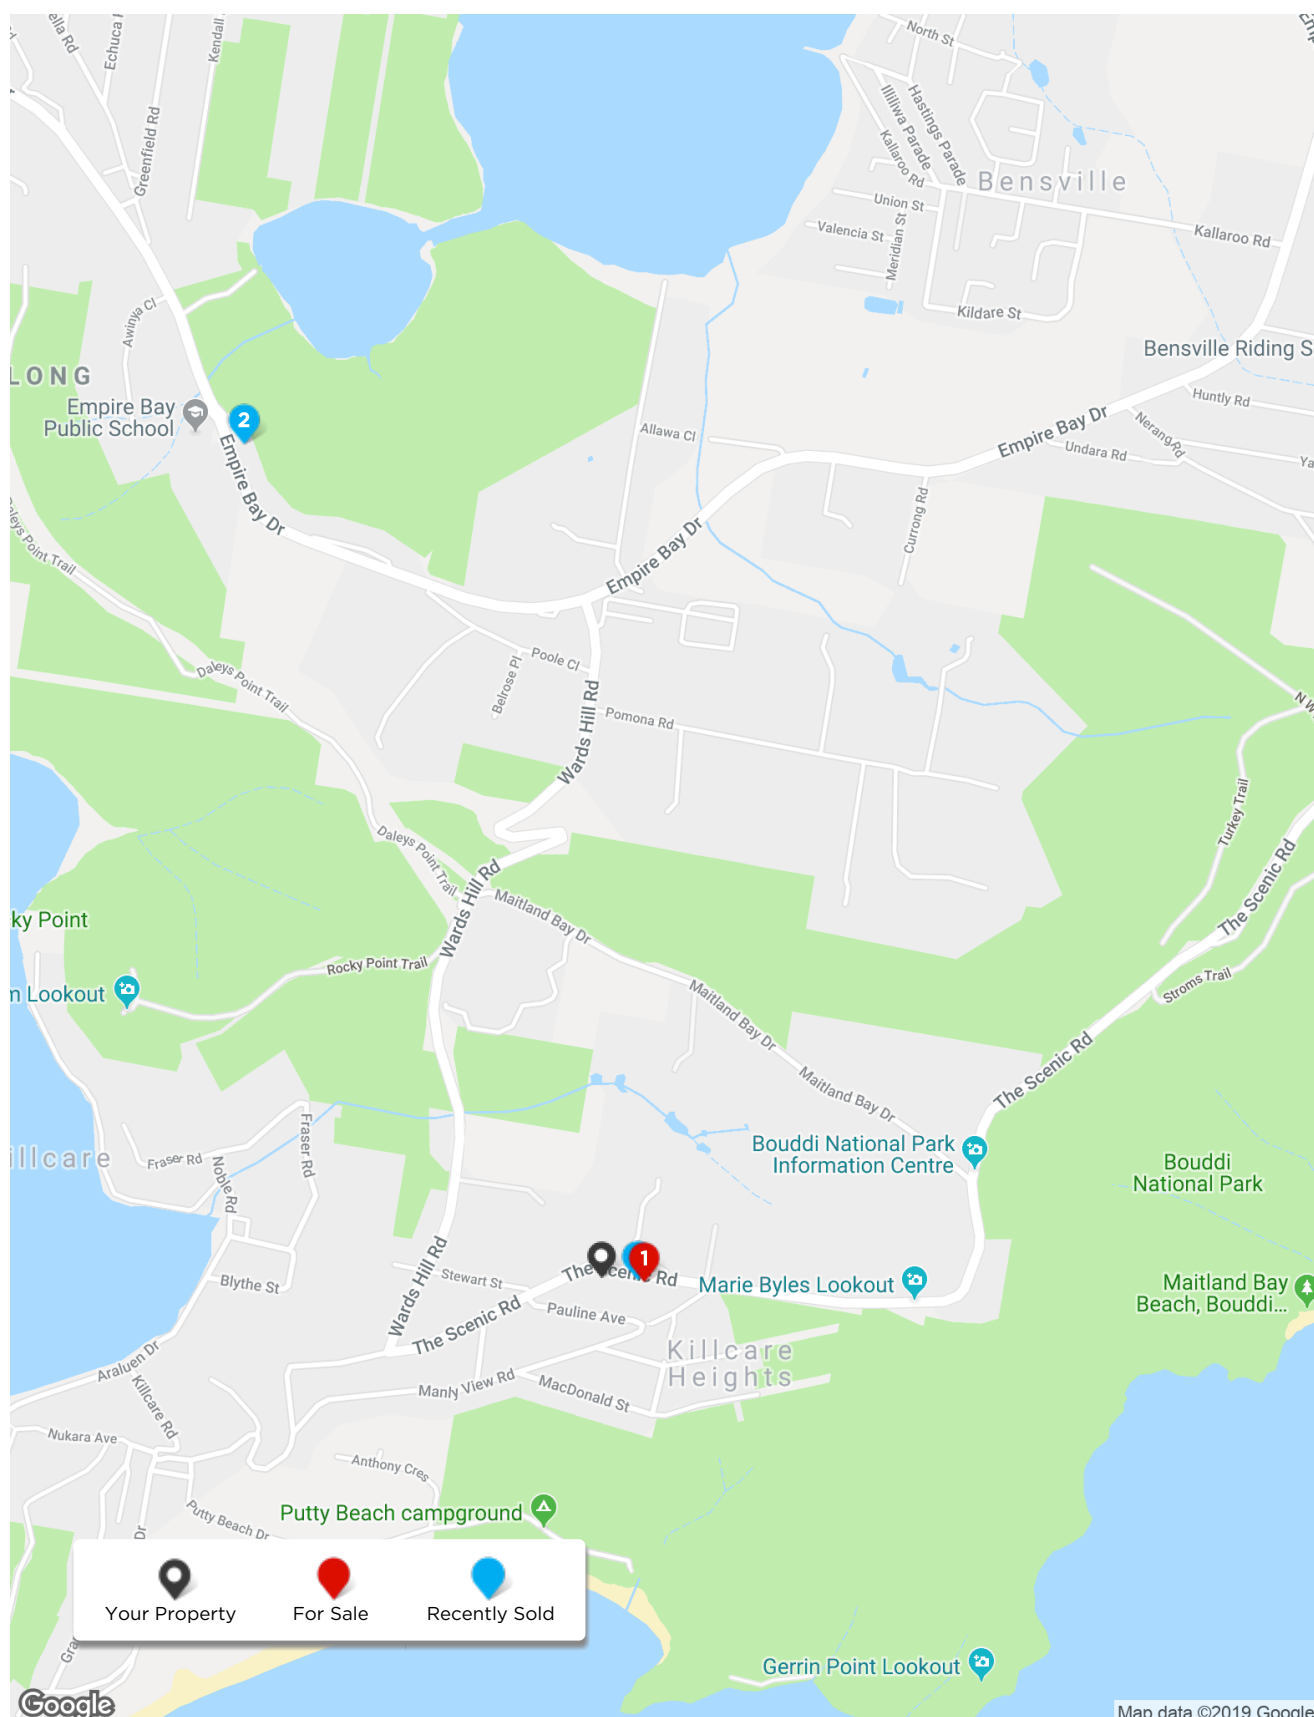 North St
ella Rd
Echuca
Kendall
Greenfield Rd
Illiliwa Parade
Hastings Parade
Kallaroo Rd
Bensville
Union St
Valencia St
Meridian St
Kallaroo Rd
Kildare St
Awinya Cl
Bensville Riding S
LONG
Empire Bay
Public School
2
Huntly Rd
Empire Bay Dr
Allawa Cl
Empire Bay Dr
Nerang Rd
Undara Rd
Ya
Currong Rd
Empire Bay Dr
Daleys Point Trail
Poole Cl
Belrose Pl
Daleys Point Trail
Wards Hill Rd
Pomona Rd
N W
Turkey Trail
Daleys Point Trail
Wards Hill Rd
Maitland Bay Dr
The Scenic Rd
ky Point
Rocky Point Trail
m Lookout
Stroms Trail
Maitland Bay Dr
The Scenic Rd
Maitland Bay Dr
Fraser Rd
Bouddi National Park
Information Centre
illcare
Fraser Rd
Noble Rd
Bouddi
National Park
1
The Scenic Rd
Stewart St
Blythe St
Marie Byles Lookout
Maitland Bay
Beach, Bouddi...
Wards Hill Rd
The Scenic Rd
Pauline Ave
Killcare
Heights
Araluen Dr
Manly View Rd
MacDonald St
Killcare Rd
Nukara Ave
Anthony Cres
Putty Beach campground
Putty Beach Dr
Dr
Your Property
For Sale
Recently Sold
Gra
Gerrin Point Lookout
Google
Map data ©2019 Google